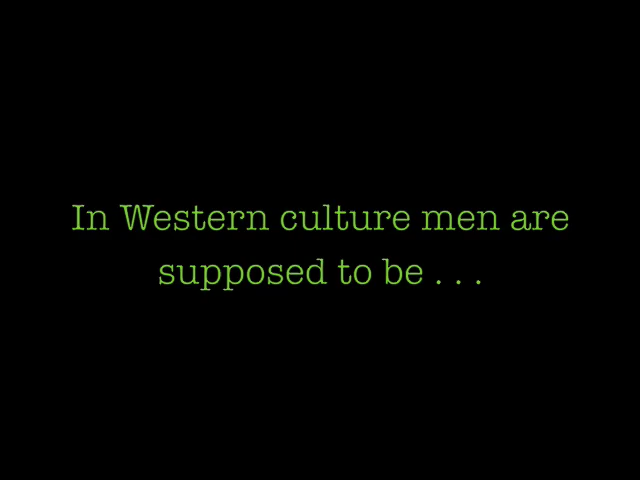 In Western culture men are
supposed to be . . .